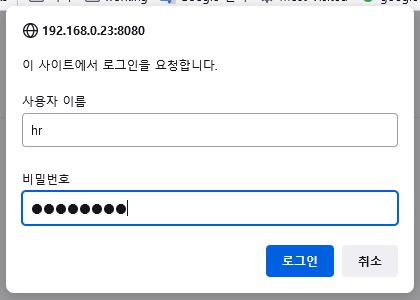 192.168.0.23:8080
이 사이트에서 로그인을 요청합니다.
사용자 이름
hr
비밀번호
●●●●●●●●
로그인 취소